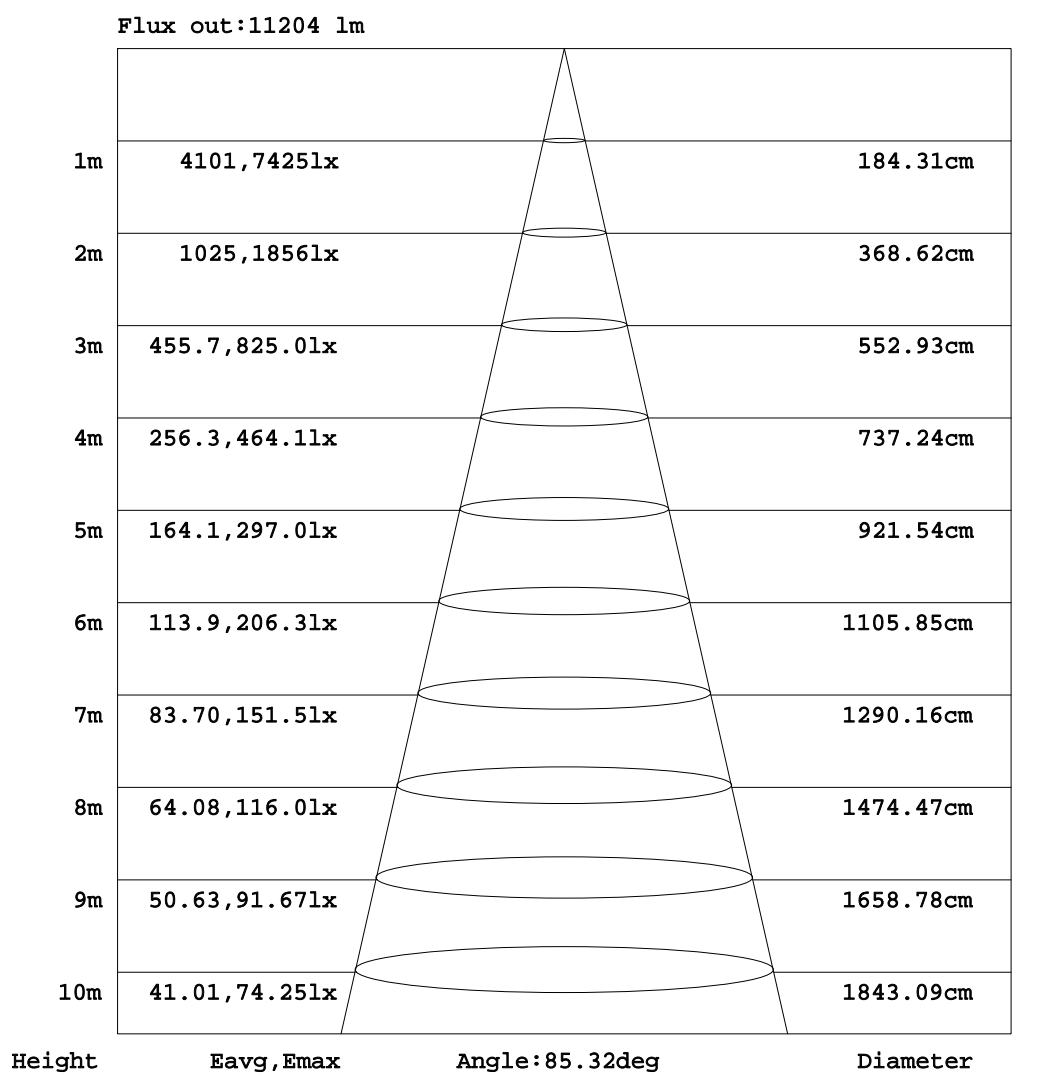 Flux out:11204 lm
1m 4101,7425lx 184.31cm
2m 1025,1856lx 368.62cm
3m 455.7,825.0lx 552.93cm
4m 256.3,464.1lx 737.24cm
5m 164.1,297.0lx 921.54cm
6m 113.9,206.3lx 1105.85cm
7m 83.70,151.5lx 1290.16cm
8m 64.08,116.0lx 1474.47cm
9m 50.63,91.67lx 1658.78cm
10m 41.01,74.25lx 1843.09cm
Height Eavg,Emax Angle:85.32deg Diameter